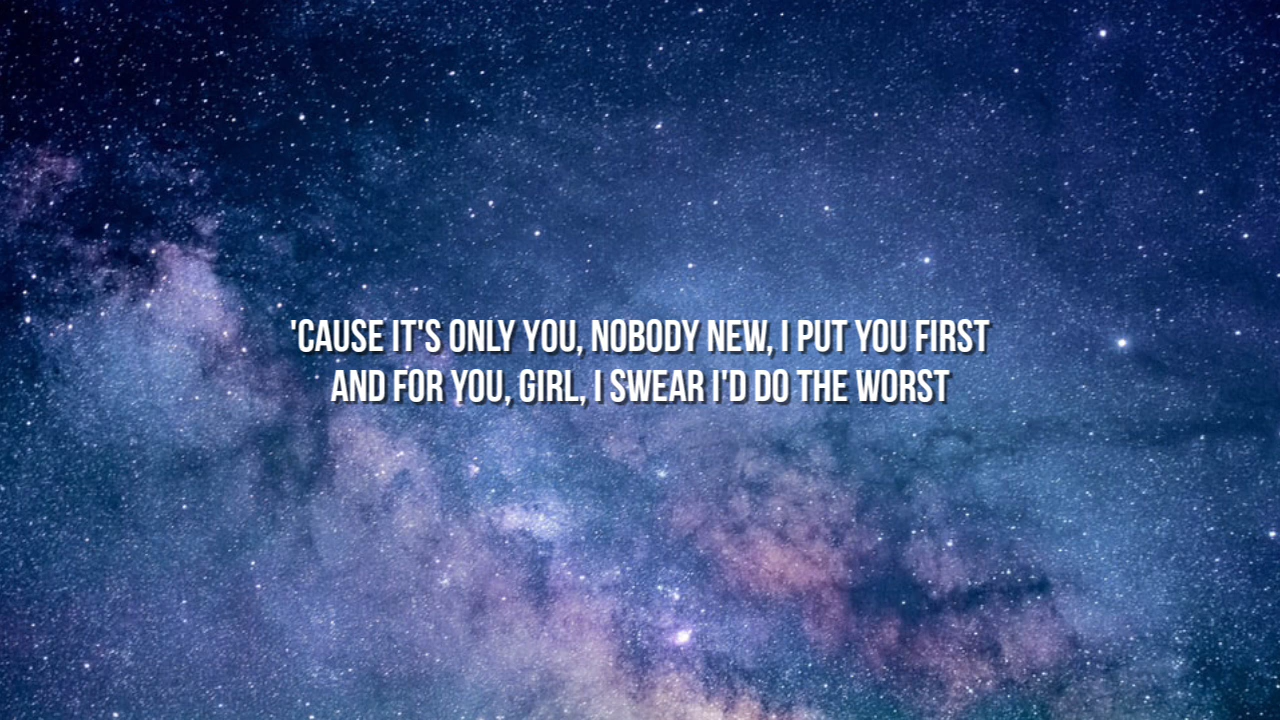 'CAUSE IT'S ONLY YOU, NOBODY NEW, I PUT YOU FIRST
AND FOR YOU, GIRL, I SWEAR I'D DO THE WORST